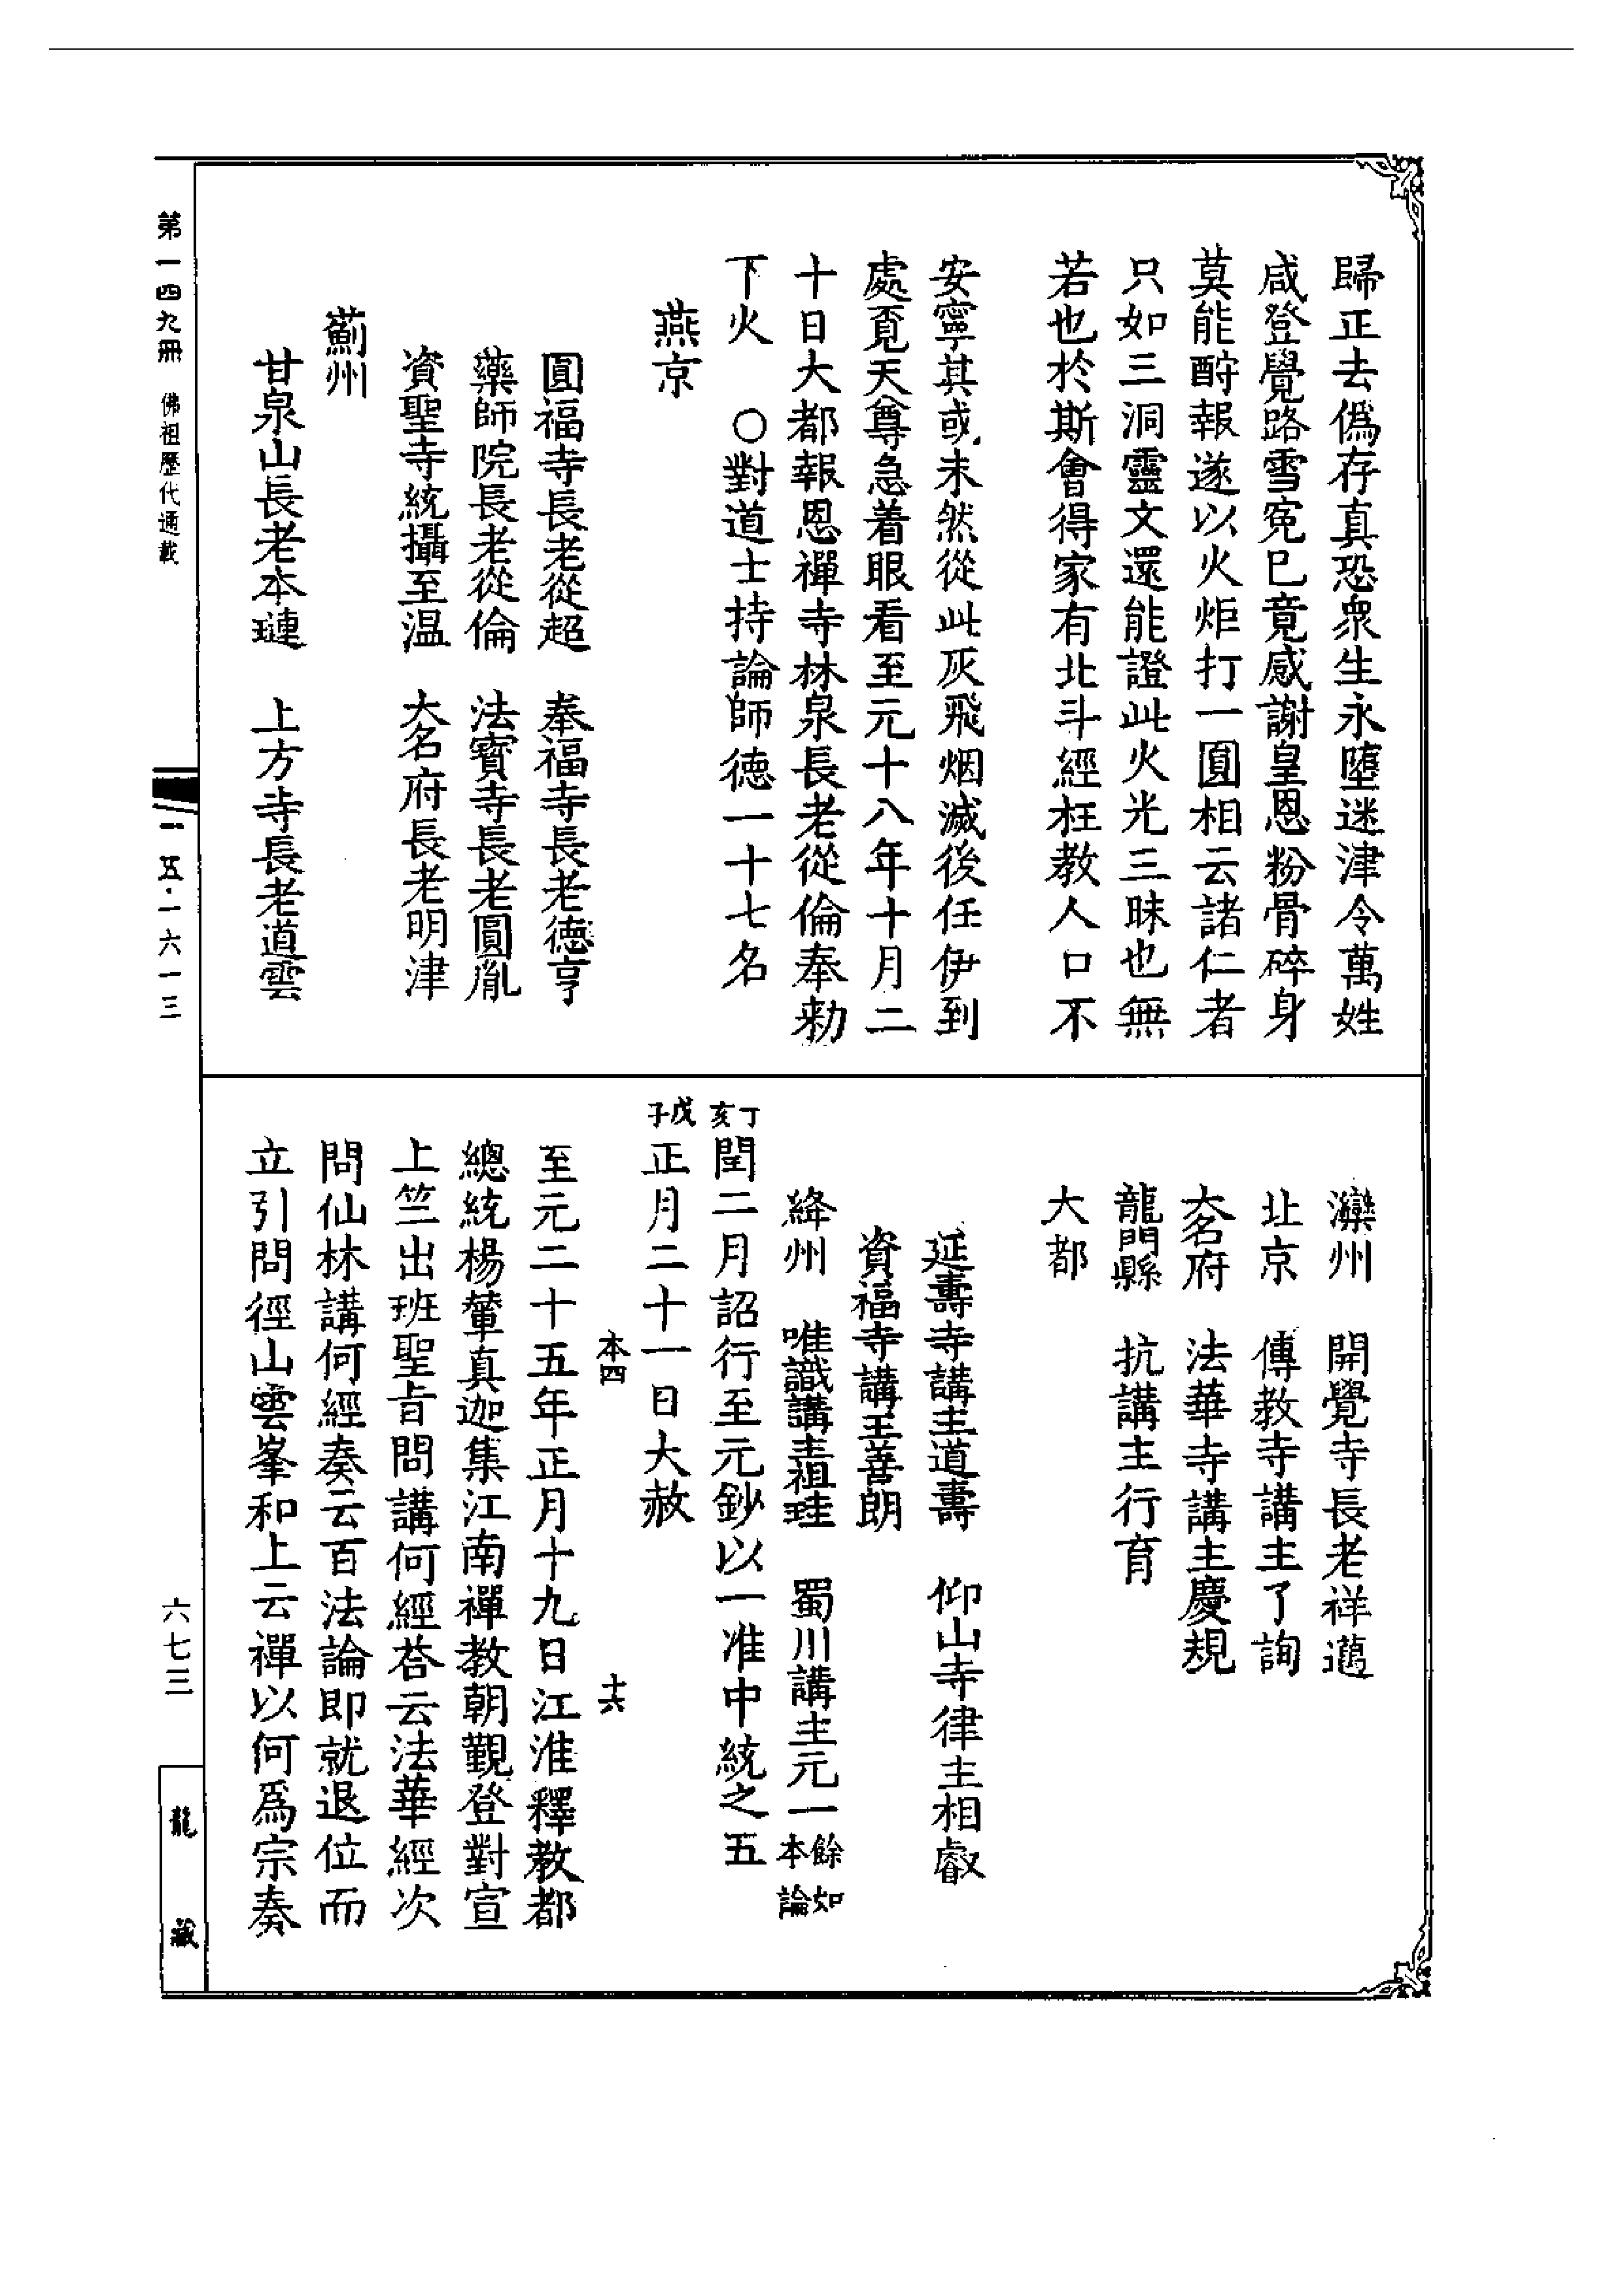 歸正去偽存真恐眾生永墮迷津令萬姓
咸登覺路雪寃巳竟感謝皇恩粉骨碎身
莫能酧報遂以火炬打一圓相云諸仁者
只如三洞靈文還能證此火光三昧也無
若也於斯會得家有北斗經枉教人口不
安寧其或未然從此灰飛烟滅後任伊到
處覔天尊急着眼看至元十八年十月二
十日大都報恩禪寺林泉長老從倫奉勅
下火　○對道士持論師德一十七名
燕京
圓福寺長老從超　奉福寺長老德亨
藥師院長老從倫　法寶寺長老圓胤
資聖寺統攝至温　大名府長老明津
薊州
甘泉山長老本璉　上方寺長老道雲
灤州　開覺寺長老祥邁
北京　傳教寺講主了詢
大名府　法華寺講主慶規
龍門縣　抗講主行育
大都
延壽寺講主道壽　仰山寺律主相叡
資福寺講主善朗
絳州　唯識講主祖珪　蜀川講主元一餘如本論
丁亥閏二月詔行至元鈔以一准中統之五
戊子正月二十一日大赦
本四　十六
至元二十五年正月十九日江淮釋教都
總統楊輦真迦集江南禪教朝覲登對宣
上竺出班聖旨問講何經荅云法華經次
問仙林講何經奏云百法論即就退位而
立引問徑山雲峯和上云禪以何為宗奏
第一四九冊　佛祖歷代通載
一一五·一六一三
六七三
龍藏